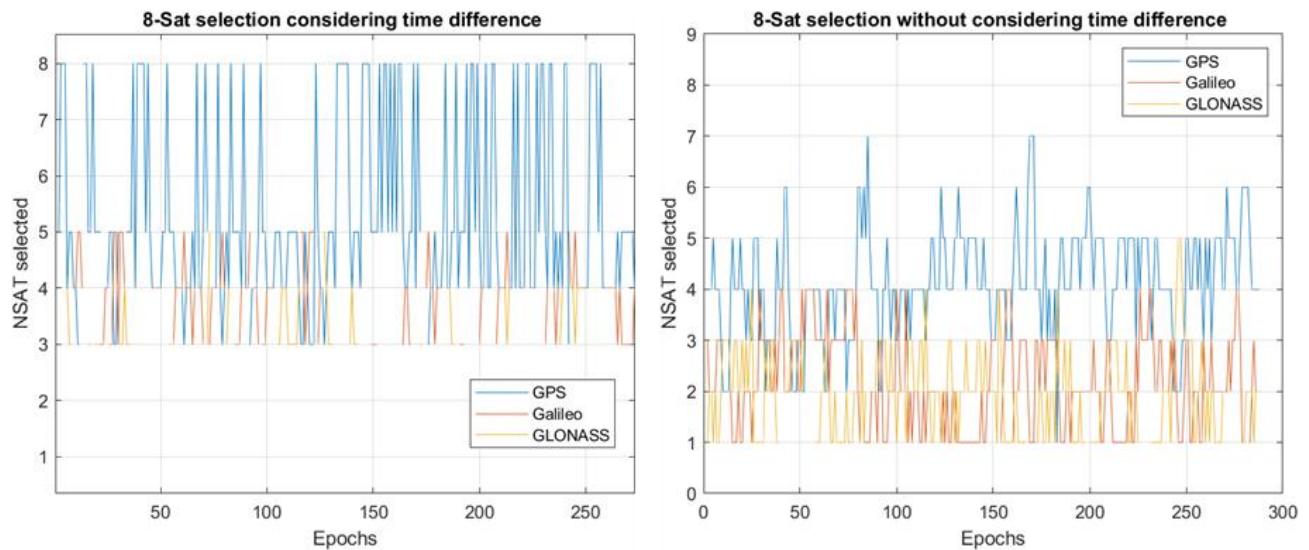 8-Sat selection considering time difference
8
7
6
5
4
3
2
1
NSAT selected
50 100 150 200 250
Epochs
GPS
Galileo
GLONASS
8-Sat selection without considering time difference
9
8
7
6
5
4
3
2
1
0
NSAT selected
0 50 100 150 200 250 300
Epochs
GPS
Galileo
GLONASS